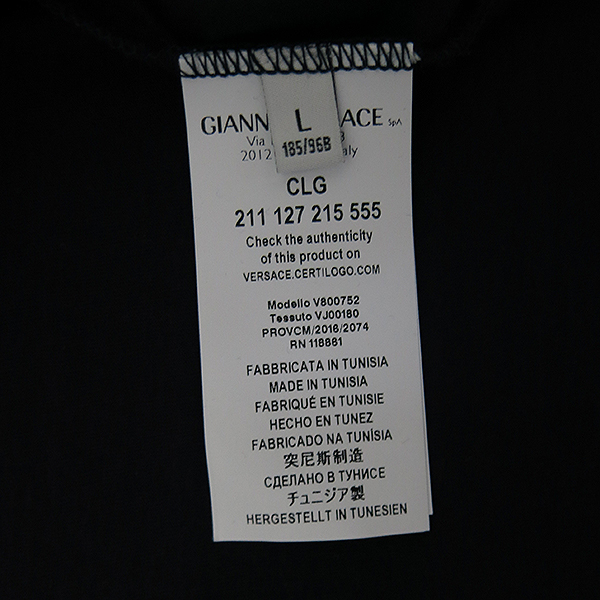 GIANN ACE SpA
Via
2012 ly
L
185/96B
CLG
211 127 215 555
Check the authenticity
of this product on
VERSACE.CERTILOGO.COM
Modello V800752
Tessuto VJ00180
PROVCM/2016/2074
RN 118861
FABBRICATA IN TUNISIA
MADE IN TUNISIA
FABRIQUÉ EN TUNISIE
HECHO EN TUNEZ
FABRICADO NA TUNÍSIA
突尼斯制造
СДЕЛАНО В ТУНИСЕ
チュニジア製
HERGESTELLT IN TUNESIEN